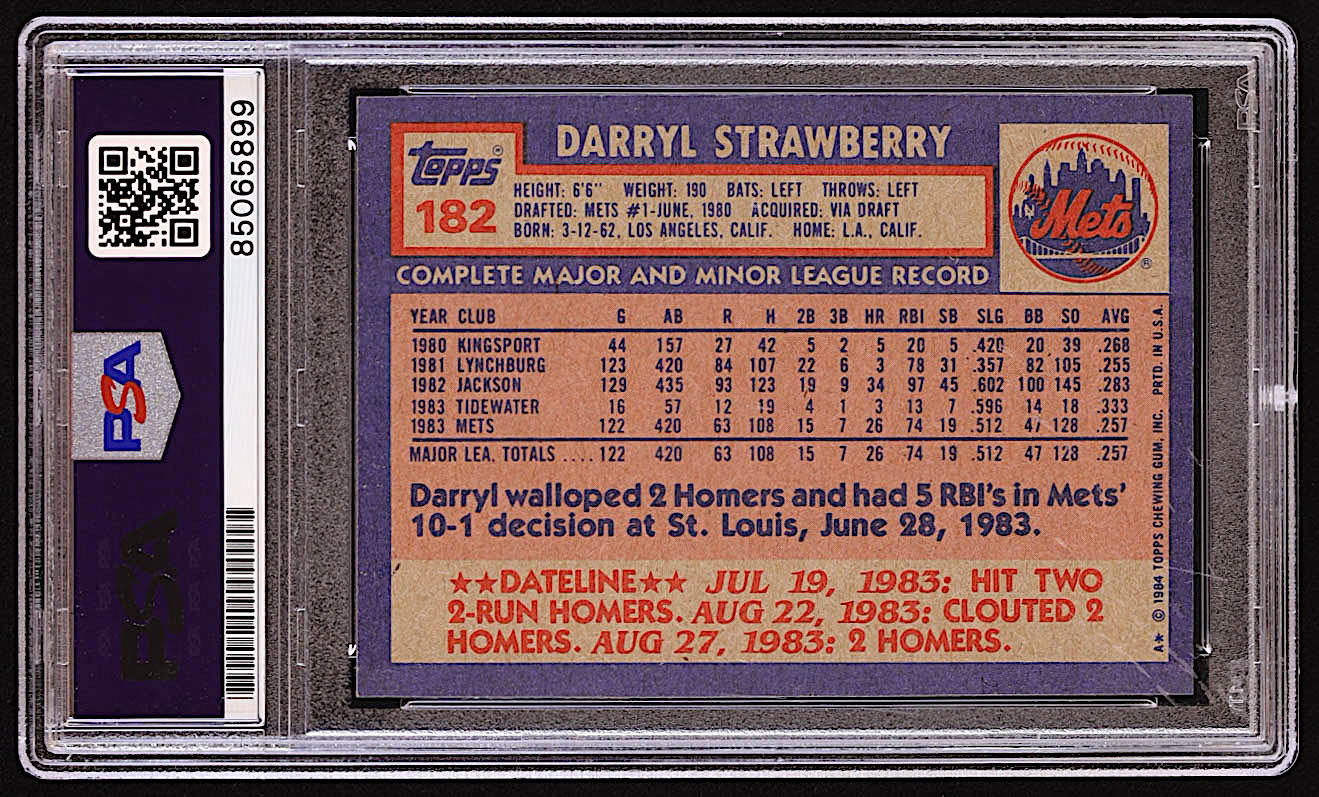 85065899
PSA
PSA
Topps®
182
DARRYL STRAWBERRY
HEIGHT: 6'6" WEIGHT: 190 BATS: LEFT THROWS: LEFT
DRAFTED: METS #1-JUNE, 1980 ACQUIRED: VIA DRAFT
BORN: 3-12-62, LOS ANGELES, CALIF. HOME: L.A., CALIF.
Mets
®
COMPLETE MAJOR AND MINOR LEAGUE RECORD
YEAR CLUB G AB R H 2B 3B HR RBI SB SLG BB SO AVG
1980 KINGSPORT 44 157 27 42 5 2 5 20 5 .420 20 39 .268
1981 LYNCHBURG 123 420 84 107 22 6 3 78 31 .357 82 105 .255
1982 JACKSON 129 435 93 123 19 9 34 97 45 .602 100 145 .283
1983 TIDEWATER 16 57 12 19 4 1 3 13 7 .596 14 18 .333
1983 METS 122 420 63 108 15 7 26 74 19 .512 47 128 .257
MAJOR LEA. TOTALS .... 122 420 63 108 15 7 26 74 19 .512 47 128 .257
Darryl walloped 2 Homers and had 5 RBI's in Mets'
10-1 decision at St. Louis, June 28, 1983.
★★DATELINE★★ JUL 19, 1983: HIT TWO
2-RUN HOMERS. AUG 22, 1983: CLOUTED 2
HOMERS. AUG 27, 1983: 2 HOMERS.
A* © 1984 TOPPS CHEWING GUM, INC. PRTD. IN U.S.A.
PSA